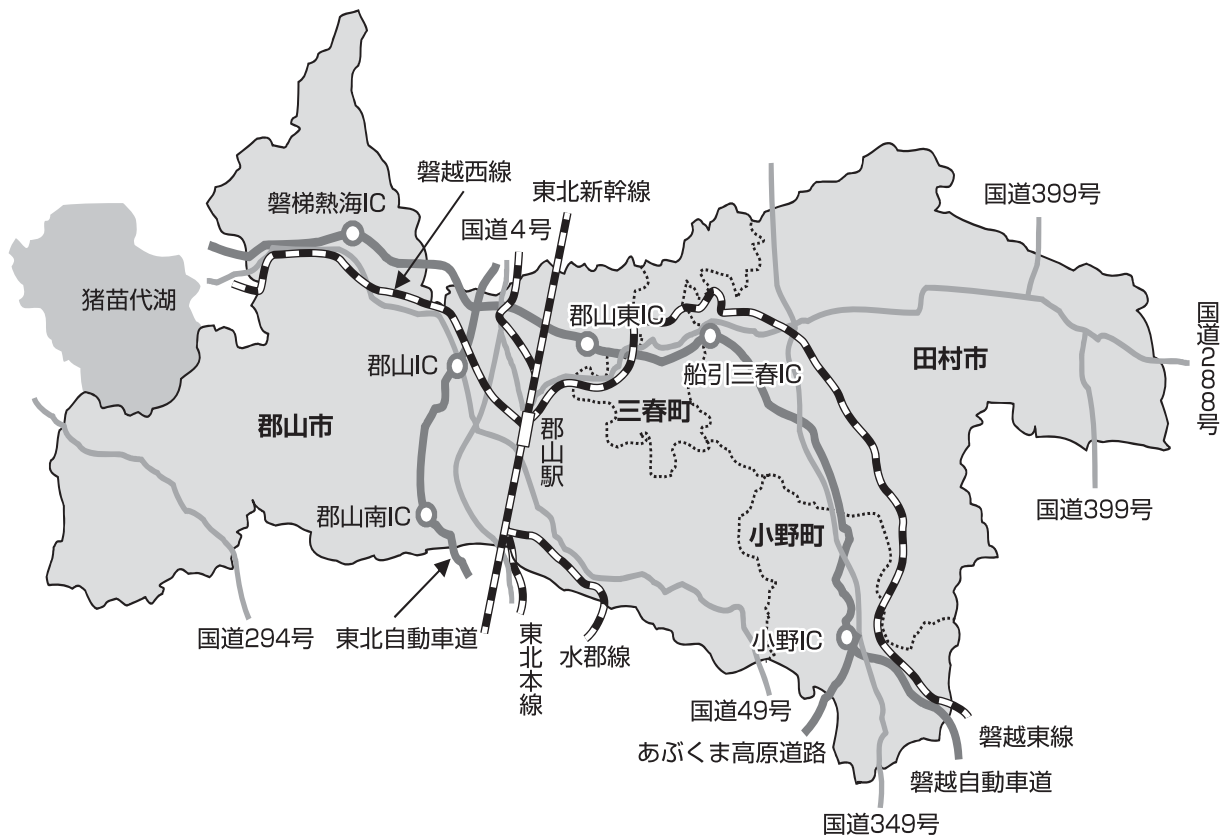 磐越西線
東北新幹線
磐梯熱海IC
国道4号
国道399号
猪苗代湖
郡山東IC
国道288号
郡山IC
船引三春IC
田村市
三春町
郡山市
郡山駅
郡山南IC
国道399号
小野町
国道294号
東北自動車道
東北本線
水郡線
小野IC
国道49号
あぶくま高原道路
磐越東線
磐越自動車道
国道349号